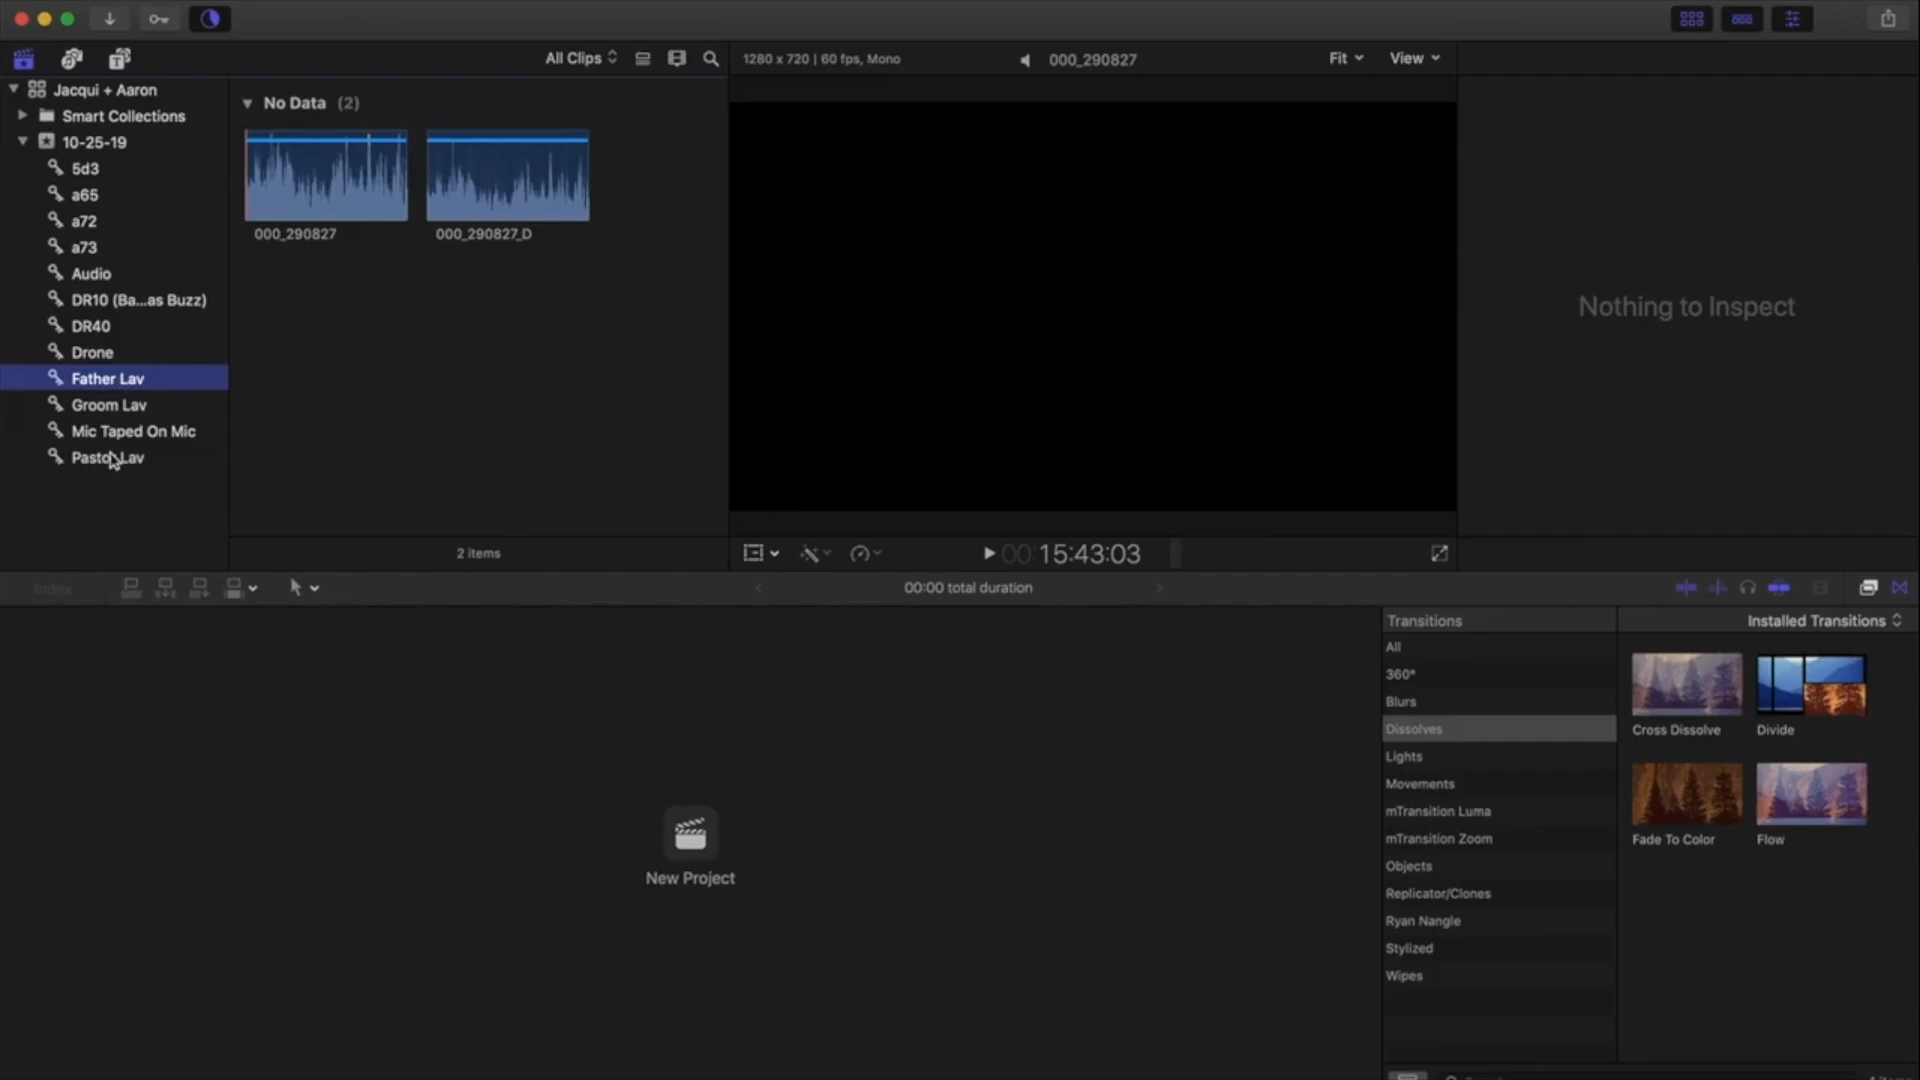 All Clips
1280 x 720 | 60 fps, Mono
000_290827
Fit
View
Jacqui + Aaron
Smart Collections
10-25-19
5d3
a65
a72
a73
Audio
DR10 (Ba...as Buzz)
DR40
Drone
Father Lav
Groom Lav
Mic Taped On Mic
Pastor Lav
No Data (2)
000_290827
000_290827_D
2 items
Nothing to Inspect
00:15:43:03
Index
00:00 total duration
New Project
Transitions
All
360°
Blurs
Dissolves
Lights
Movements
mTransition Luma
mTransition Zoom
Objects
Replicator/Clones
Ryan Nangle
Stylized
Wipes
Installed Transitions
Cross Dissolve
Divide
Fade To Color
Flow